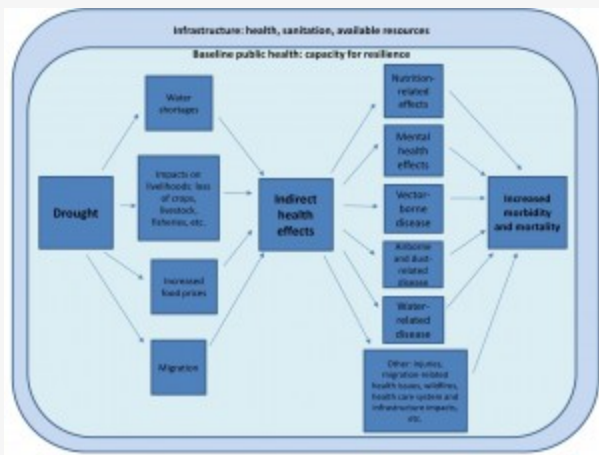 Infrastructure: health, sanitation, available resources
Baseline public health: capacity for resilience
Drought
Water
shortages
Impacts on
livelihoods: loss
of crops,
livestock,
fisheries, etc.
Increased
food prices
Migration
Indirect
health
effects
Nutrition-
related
effects
Mental
health
effects
Vector-
borne
disease
Airborne
and dust-
related
disease
Water-
related
disease
Other: injuries,
migration-related
health issues, wildfires,
health care system and
infrastructure impacts,
etc.
Increased
morbidity
and mortality